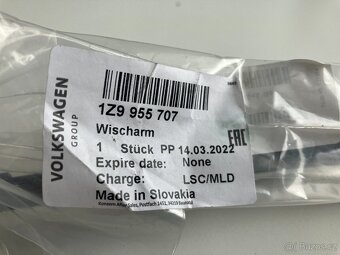 VOLKSWAGEN
GROUP
1Z9 955 707
Wischarm
1 Stück PP 14.03.2022
Expire date: None
Charge: LSC/MLD
Made in Slovakia
EAC